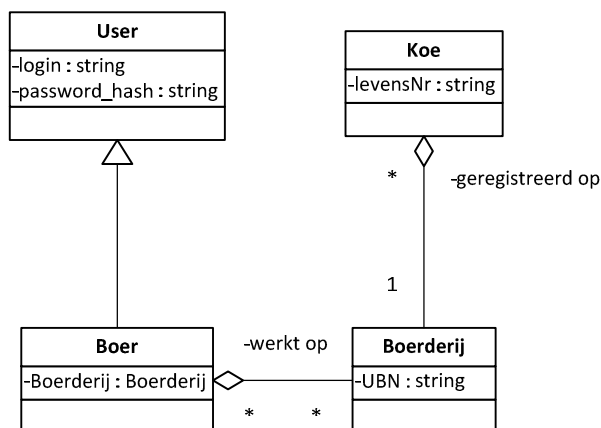 User
-login : string
-password_hash : string
Koe
-levensNr : string
*
-geregistreerd op
1
Boer
-Boerderij : Boerderij
-werkt op
*
*
Boerderij
-UBN : string